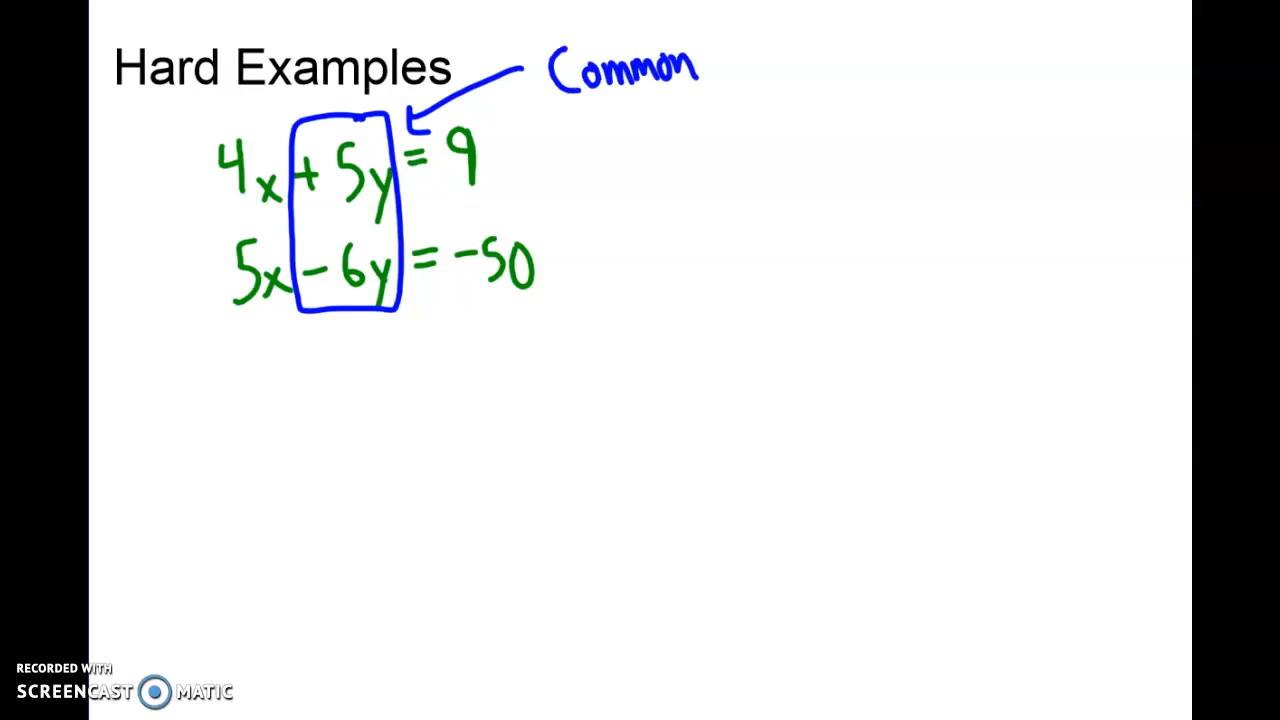 Hard Examples Common
4x + 5y = 9
5x - 6y = -50
RECORDED WITH
SCREENCAST MATIC